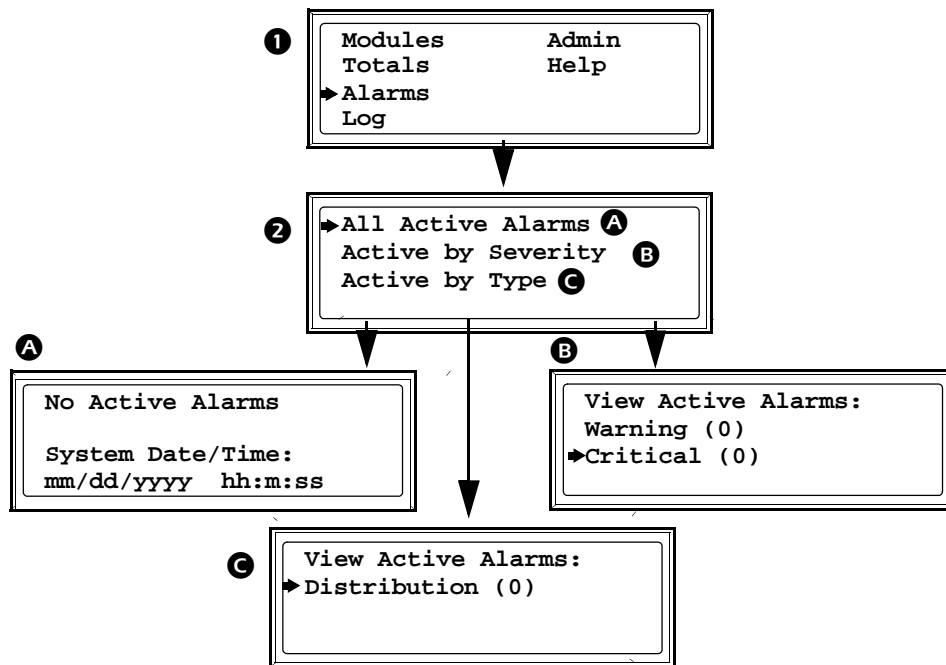 1
Modules Admin
Totals Help
Alarms
Log
2
All Active Alarms A
Active by Severity B
Active by Type C
A
No Active Alarms
System Date/Time:
mm/dd/yyyy hh:m:ss
B
View Active Alarms:
Warning (0)
Critical (0)
C
View Active Alarms:
Distribution (0)